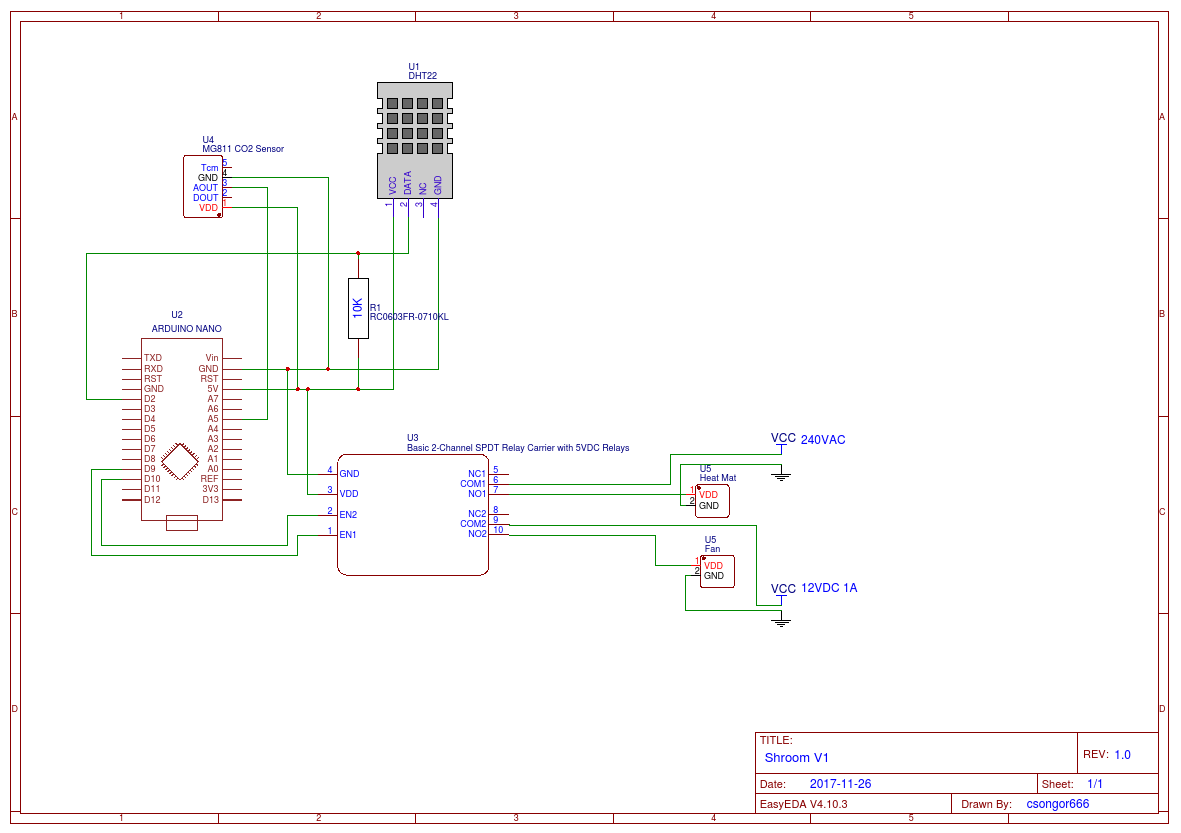 1 2 3 4 5
A A
B B
C C
D D
1 2 3 4 5
U1
DHT22
VCC
DATA
NC
GND
1 2 3 4
U4
MG811 CO2 Sensor
Tcm 5
GND 4
AOUT 3
DOUT 2
VDD 1
10K
R1
RC0603FR-0710KL
U2
ARDUINO NANO
TXD Vin
RXD GND
RST RST
GND 5V
D2 A7
D3 A6
D4 A5
D5 A4
D6 A3
D7 A2
D8 A1
D9 A0
D10 REF
D11 3V3
D12 D13
U3
Basic 2-Channel SPDT Relay Carrier with 5VDC Relays
4 GND
3 VDD
2 EN2
1 EN1
NC1 5
COM1 6
NO1 7
NC2 8
COM2 9
NO2 10
VCC 240VAC
U5
Heat Mat
1 VDD
2 GND
U5
Fan
1 VDD
2 GND
VCC 12VDC 1A
TITLE:
Shroom V1
REV: 1.0
Date: 2017-11-26
Sheet: 1/1
EasyEDA V4.10.3
Drawn By: csongor666